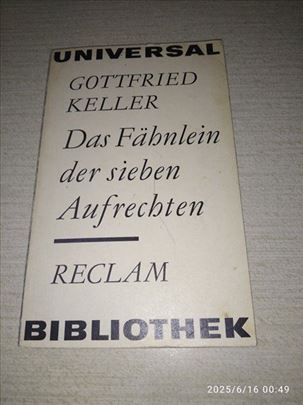 UNIVERSAL
GOTTFRIED
KELLER
Das Fähnlein
der sieben
Aufrechten
RECLAM
BIBLIOTHEK
2025/6/16 00:49